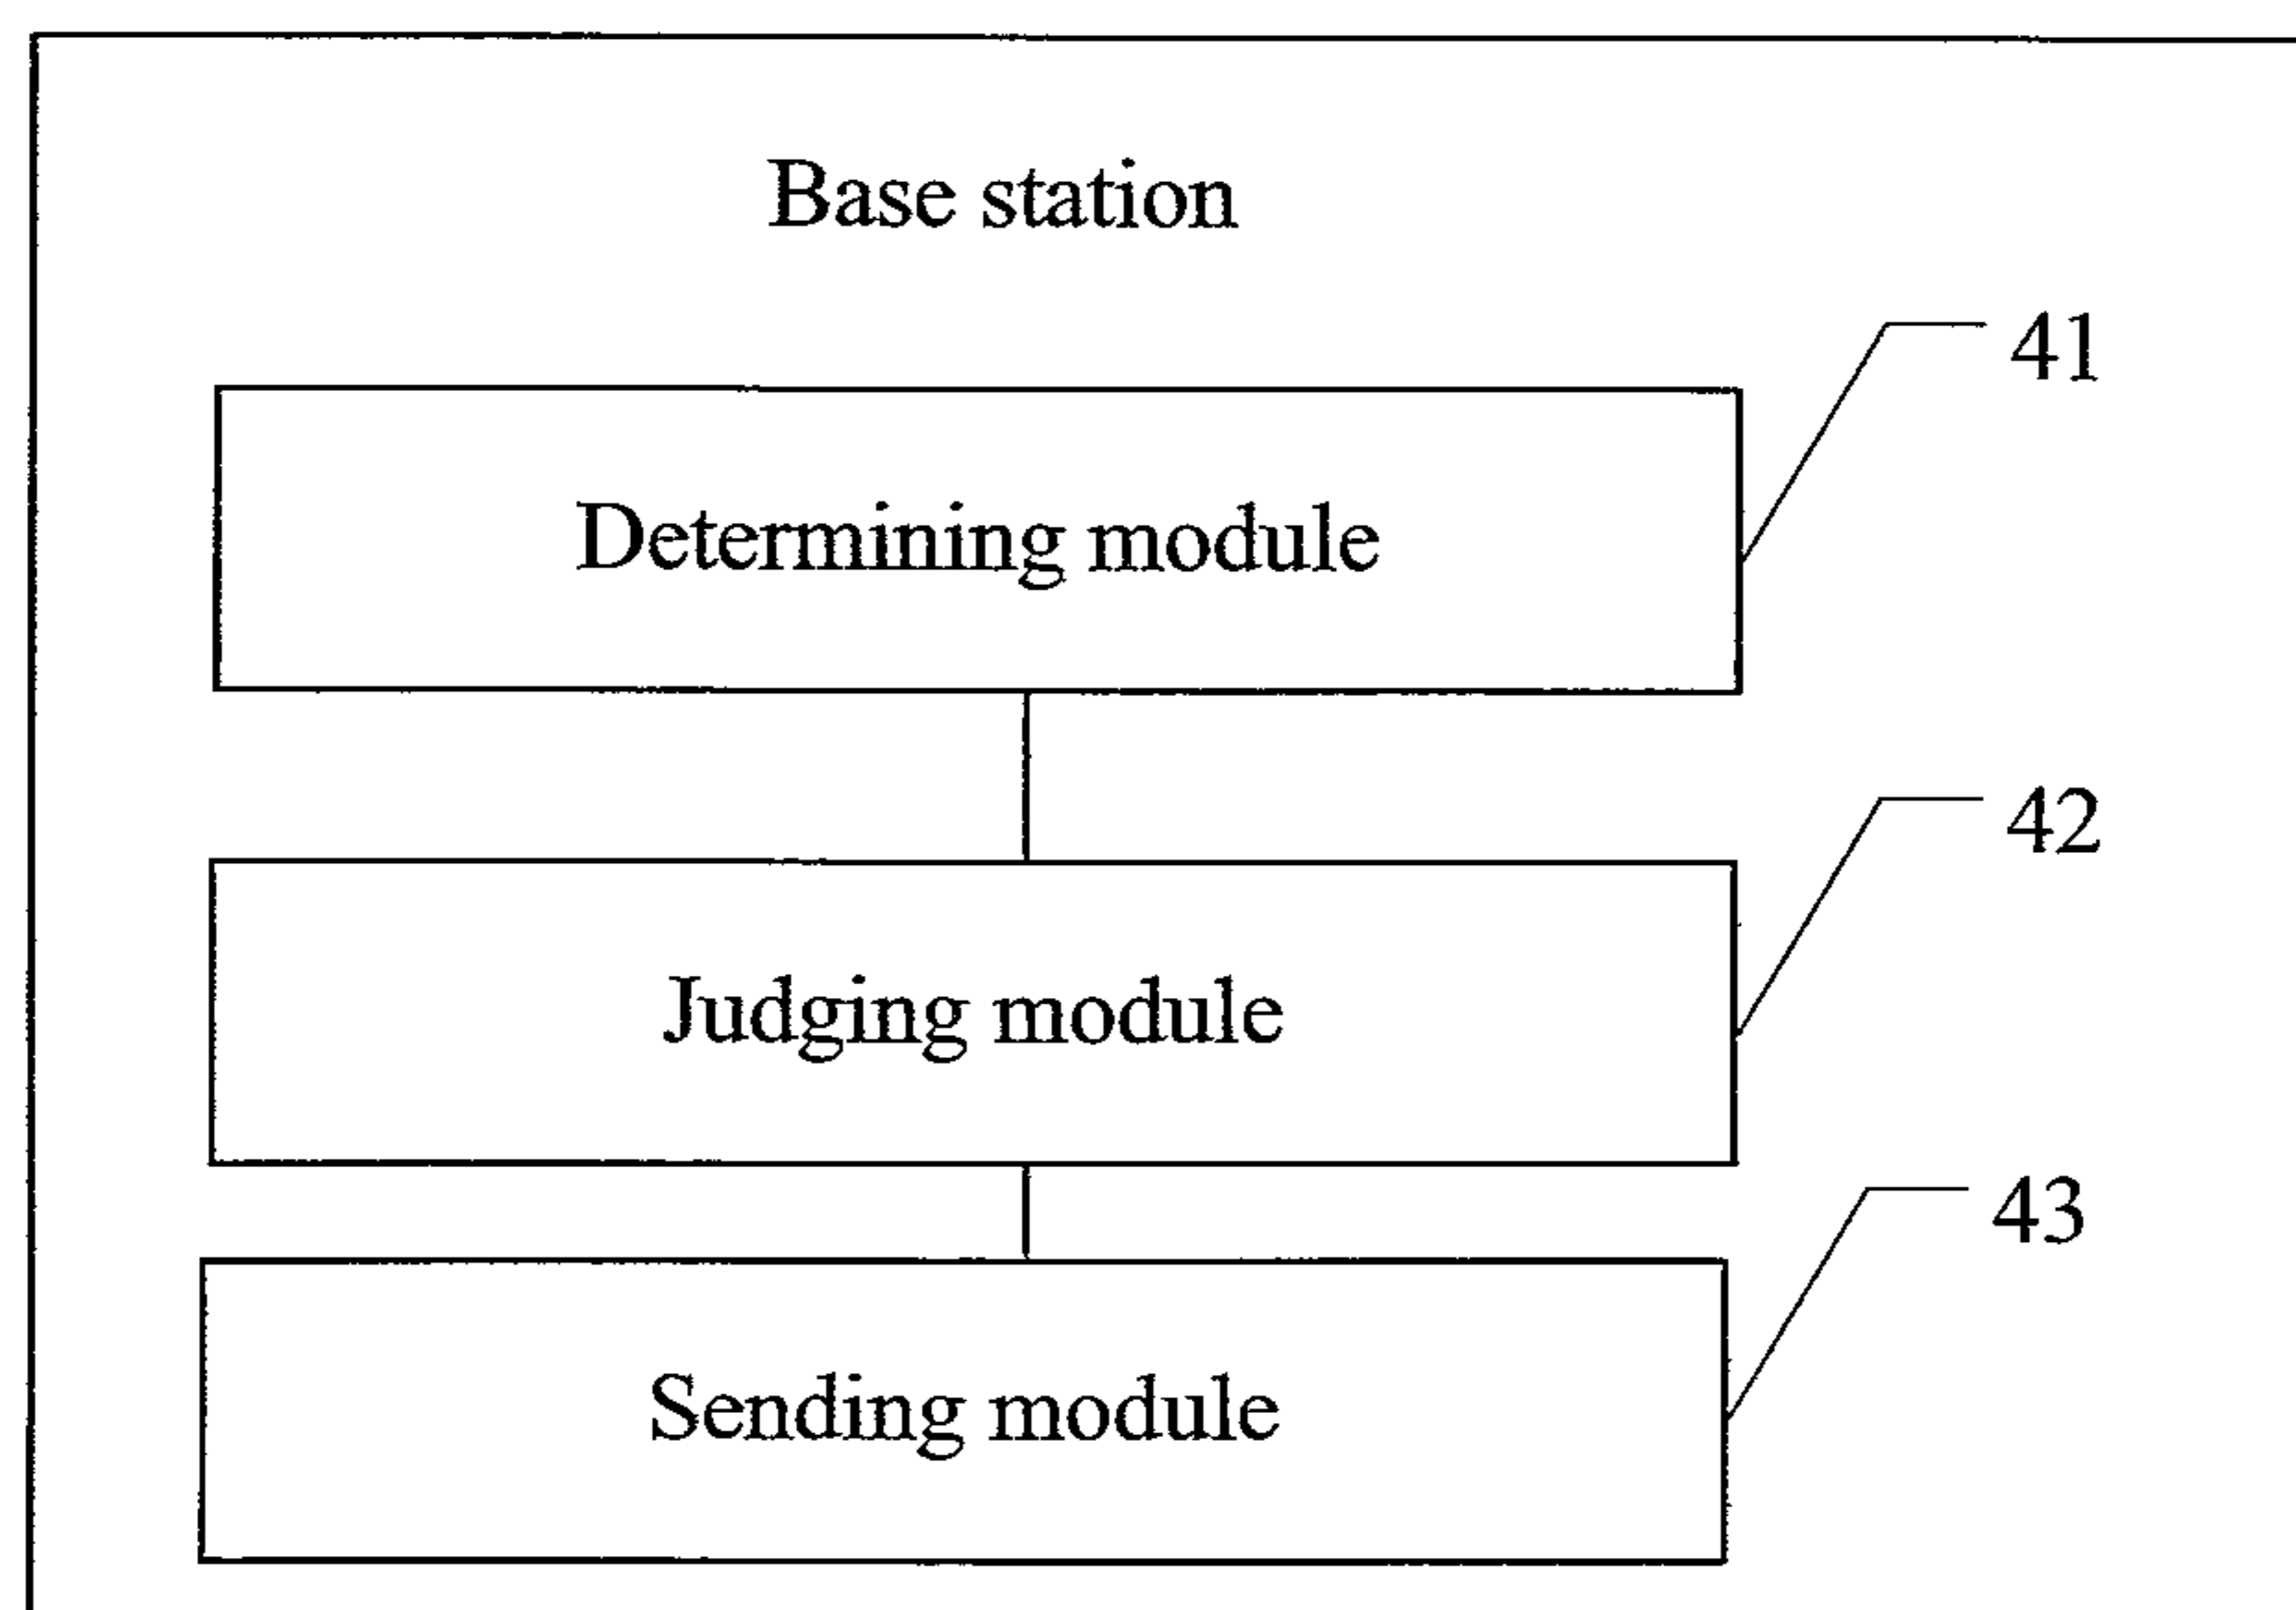 Base station
41
Determining module
42
Judging module
43
Sending module